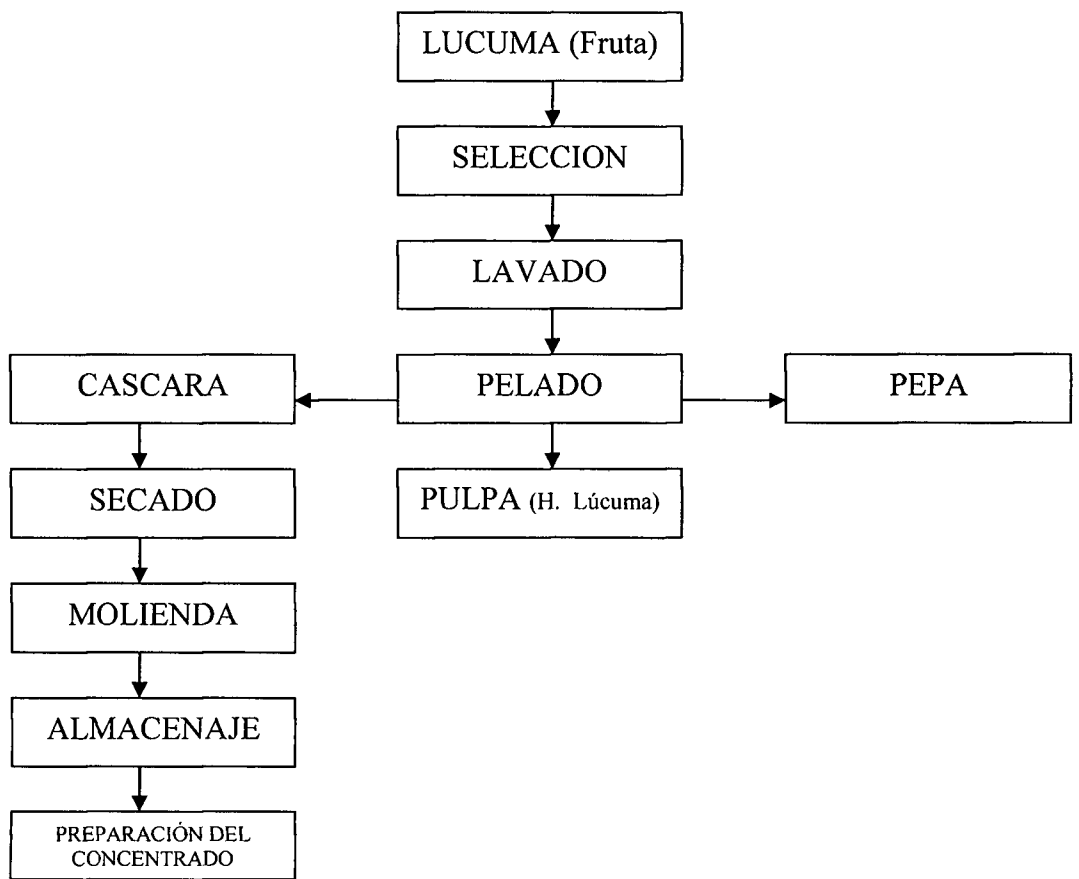 LUCUMA (Fruta)
SELECCION
LAVADO
CASCARA
PELADO
PEPA
SECADO
PULPA (H. Lúcuma)
MOLIENDA
ALMACENAJE
PREPARACIÓN DEL
CONCENTRADO